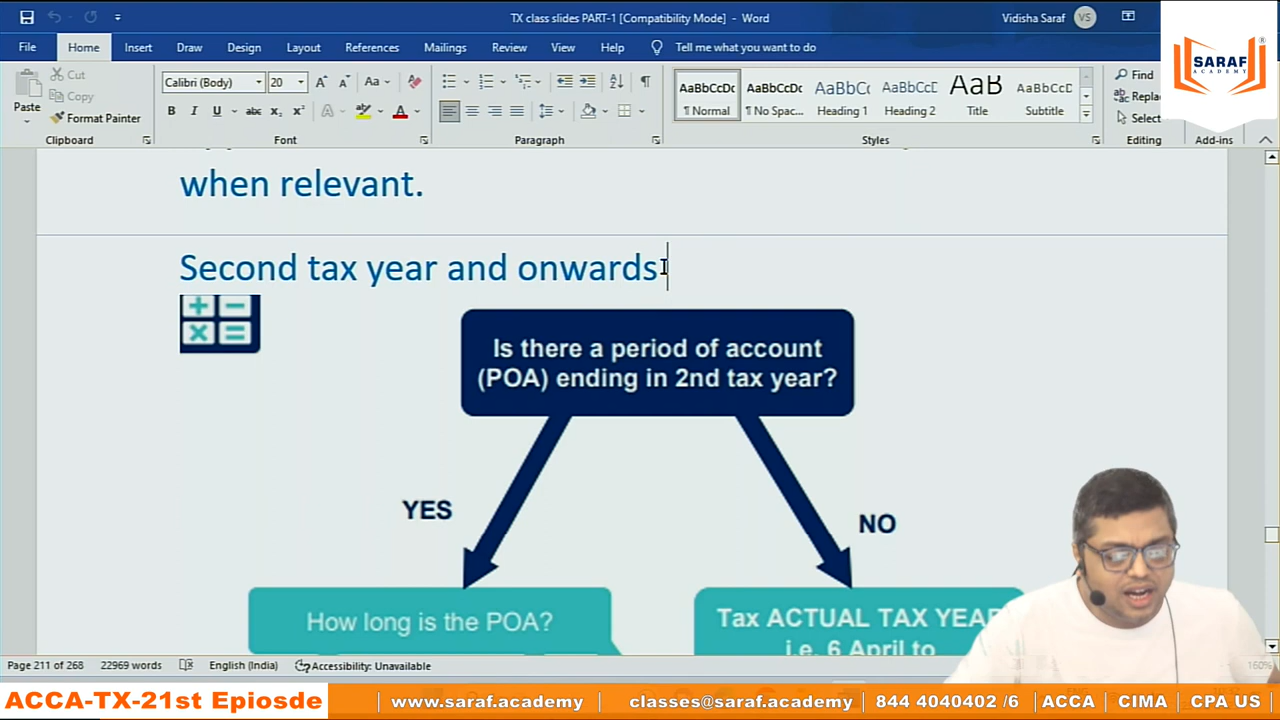 TX class slides PART-1 [Compatibility Mode] - Word
Vidisha Saraf VS
File Home Insert Draw Design Layout References Mailings Review View Help Tell me what you want to do
SARAF
ACADEMY
Paste
Cut
Copy
Format Painter
Clipboard
Calibri (Body) 20
Font
Paragraph
AaBbCcDc
¶ Normal
AaBbCcDc
¶ No Spac...
AaBbCc
Heading 1
AaBbCcD
Heading 2
AaB
Title
AaBbCcD
Subtitle
Styles
Find
Repla
Select
Editing
Add-ins
when relevant.
Second tax year and onwards
Is there a period of account
(POA) ending in 2nd tax year?
YES
NO
How long is the POA?
Tax ACTUAL TAX YEAR
i.e. 6 April to
Page 211 of 268 22969 words English (India) Accessibility: Unavailable
160%
ACCA-TX-21st Epiosde | www.saraf.academy | classes@saraf.academy | 844 4040402 /6 | ACCA | CIMA | CPA US |